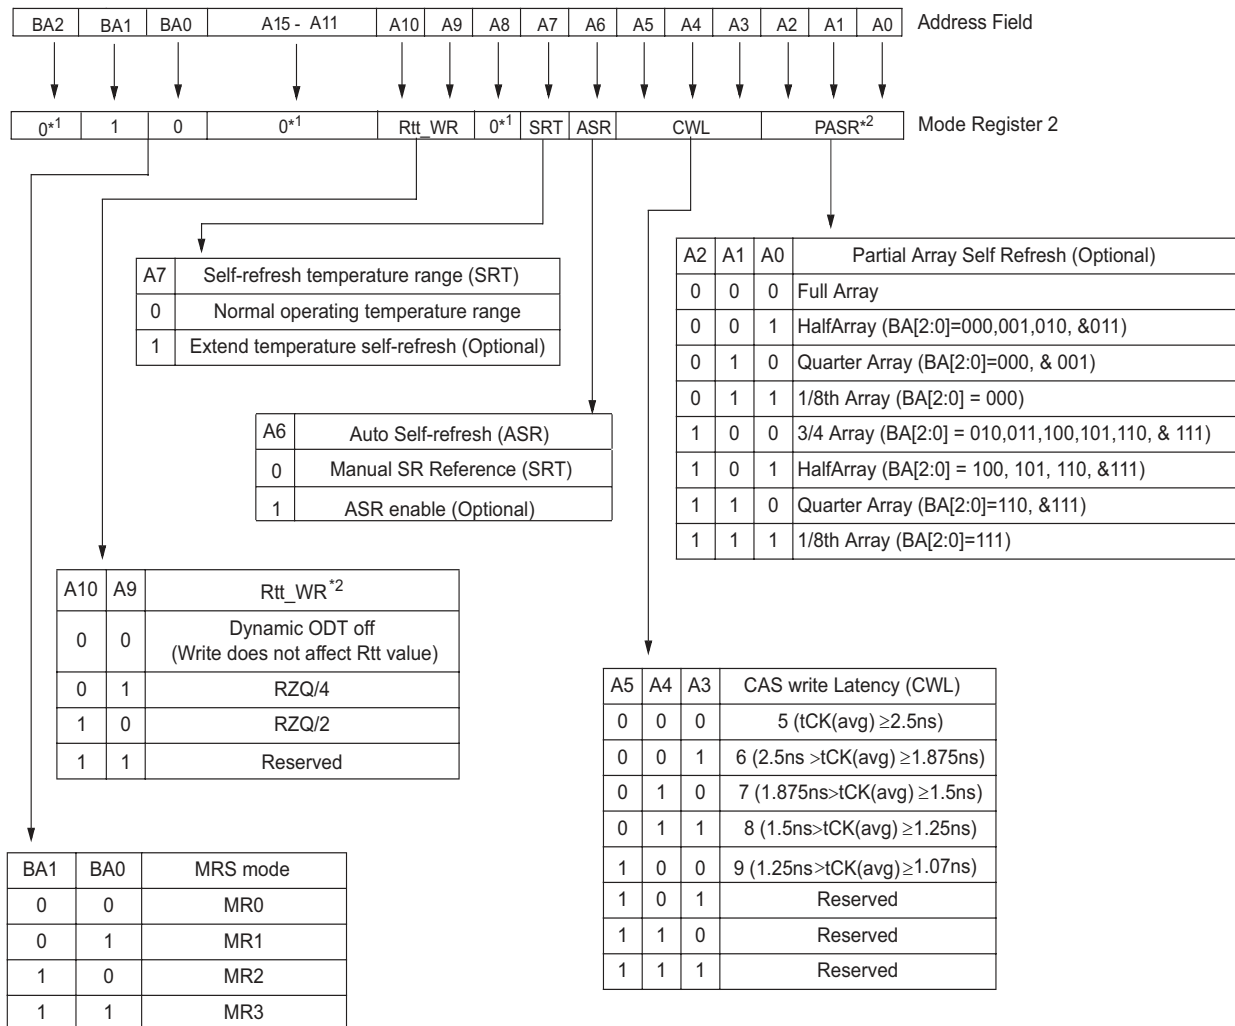 BA2 BA1 BA0 A15 - A11 A10 A9 A8 A7 A6 A5 A4 A3 A2 A1 A0 Address Field
0*1 1 0 0*1 Rtt_WR 0*1 SRT ASR CWL PASR*2 Mode Register 2
A7 Self-refresh temperature range (SRT)
0 Normal operating temperature range
1 Extend temperature self-refresh (Optional)
A2 A1 A0 Partial Array Self Refresh (Optional)
0 0 0 Full Array
0 0 1 HalfArray (BA[2:0]=000,001,010, &011)
0 1 0 Quarter Array (BA[2:0]=000, & 001)
0 1 1 1/8th Array (BA[2:0] = 000)
1 0 0 3/4 Array (BA[2:0] = 010,011,100,101,110, & 111)
1 0 1 HalfArray (BA[2:0] = 100, 101, 110, &111)
1 1 0 Quarter Array (BA[2:0]=110, &111)
1 1 1 1/8th Array (BA[2:0]=111)
A6 Auto Self-refresh (ASR)
0 Manual SR Reference (SRT)
1 ASR enable (Optional)
A10 A9 Rtt_WR*2
0 0 Dynamic ODT off
(Write does not affect Rtt value)
0 1 RZQ/4
1 0 RZQ/2
1 1 Reserved
A5 A4 A3 CAS write Latency (CWL)
0 0 0 5 (tCK(avg) ≥2.5ns)
0 0 1 6 (2.5ns >tCK(avg) ≥1.875ns)
0 1 0 7 (1.875ns>tCK(avg) ≥1.5ns)
0 1 1 8 (1.5ns>tCK(avg) ≥1.25ns)
1 0 0 9 (1.25ns>tCK(avg) ≥1.07ns)
1 0 1 Reserved
1 1 0 Reserved
1 1 1 Reserved
BA1 BA0 MRS mode
0 0 MR0
0 1 MR1
1 0 MR2
1 1 MR3